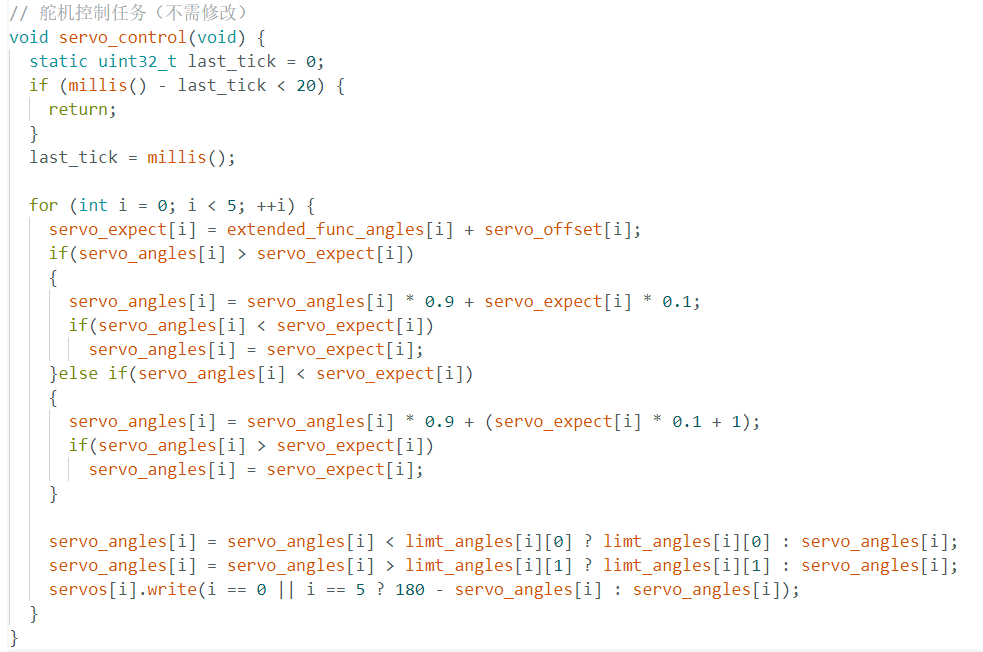 // 舵机控制任务（不需修改）
void servo_control(void) {
  static uint32_t last_tick = 0;
  if (millis() - last_tick < 20) {
    return;
  }
  last_tick = millis();

  for (int i = 0; i < 5; ++i) {
    servo_expect[i] = extended_func_angles[i] + servo_offset[i];
    if(servo_angles[i] > servo_expect[i])
    {
      servo_angles[i] = servo_angles[i] * 0.9 + servo_expect[i] * 0.1;
      if(servo_angles[i] < servo_expect[i])
        servo_angles[i] = servo_expect[i];
    }else if(servo_angles[i] < servo_expect[i])
    {
      servo_angles[i] = servo_angles[i] * 0.9 + (servo_expect[i] * 0.1 + 1);
      if(servo_angles[i] > servo_expect[i])
        servo_angles[i] = servo_expect[i];
    }

    servo_angles[i] = servo_angles[i] < limt_angles[i][0] ? limt_angles[i][0] : servo_angles[i];
    servo_angles[i] = servo_angles[i] > limt_angles[i][1] ? limt_angles[i][1] : servo_angles[i];
    servos[i].write(i == 0 || i == 5 ? 180 - servo_angles[i] : servo_angles[i]);
  }
}